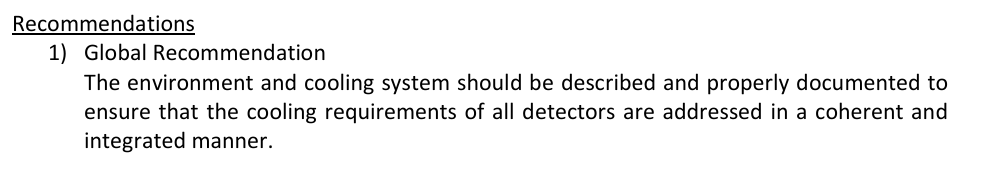 Recommendations
1) Global Recommendation
The environment and cooling system should be described and properly documented to
ensure that the cooling requirements of all detectors are addressed in a coherent and
integrated manner.